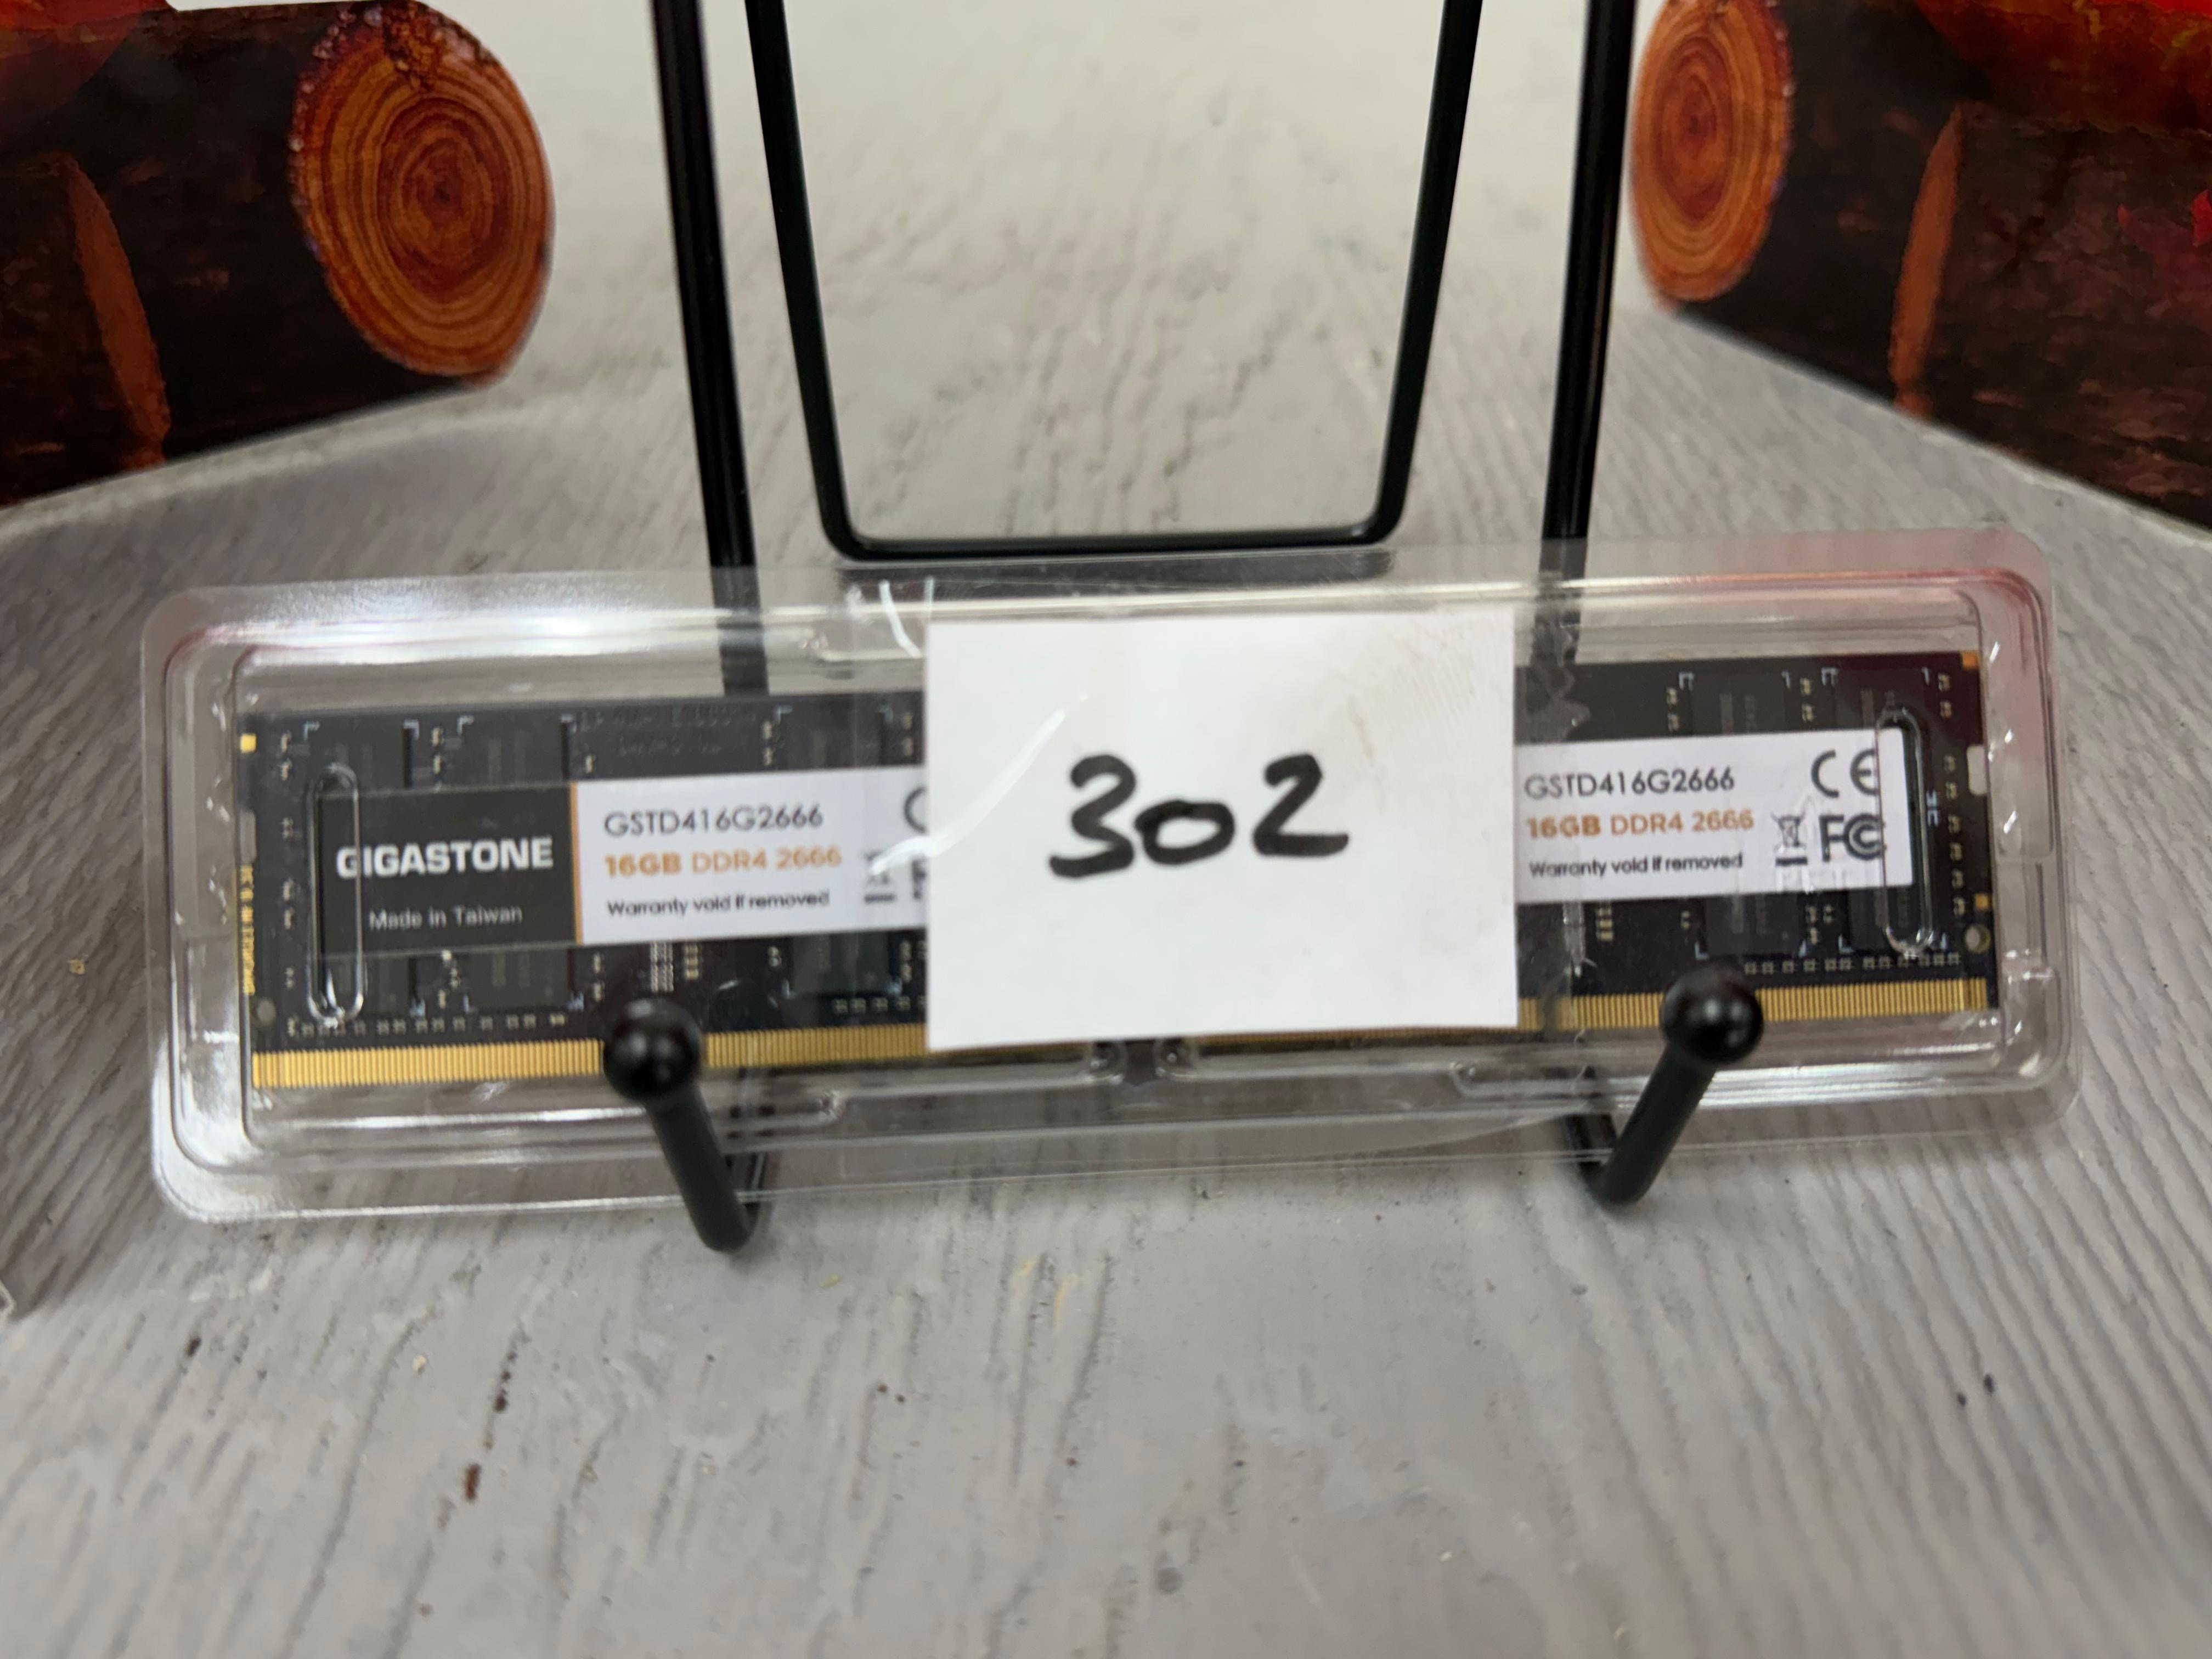 GIGASTONE
Made in Taiwan
GSTD416G2666
16GB DDR4 2666
Warranty void if removed
302
GSTD416G2666
16GB DDR4 2666
Warranty void if removed
CE
FC